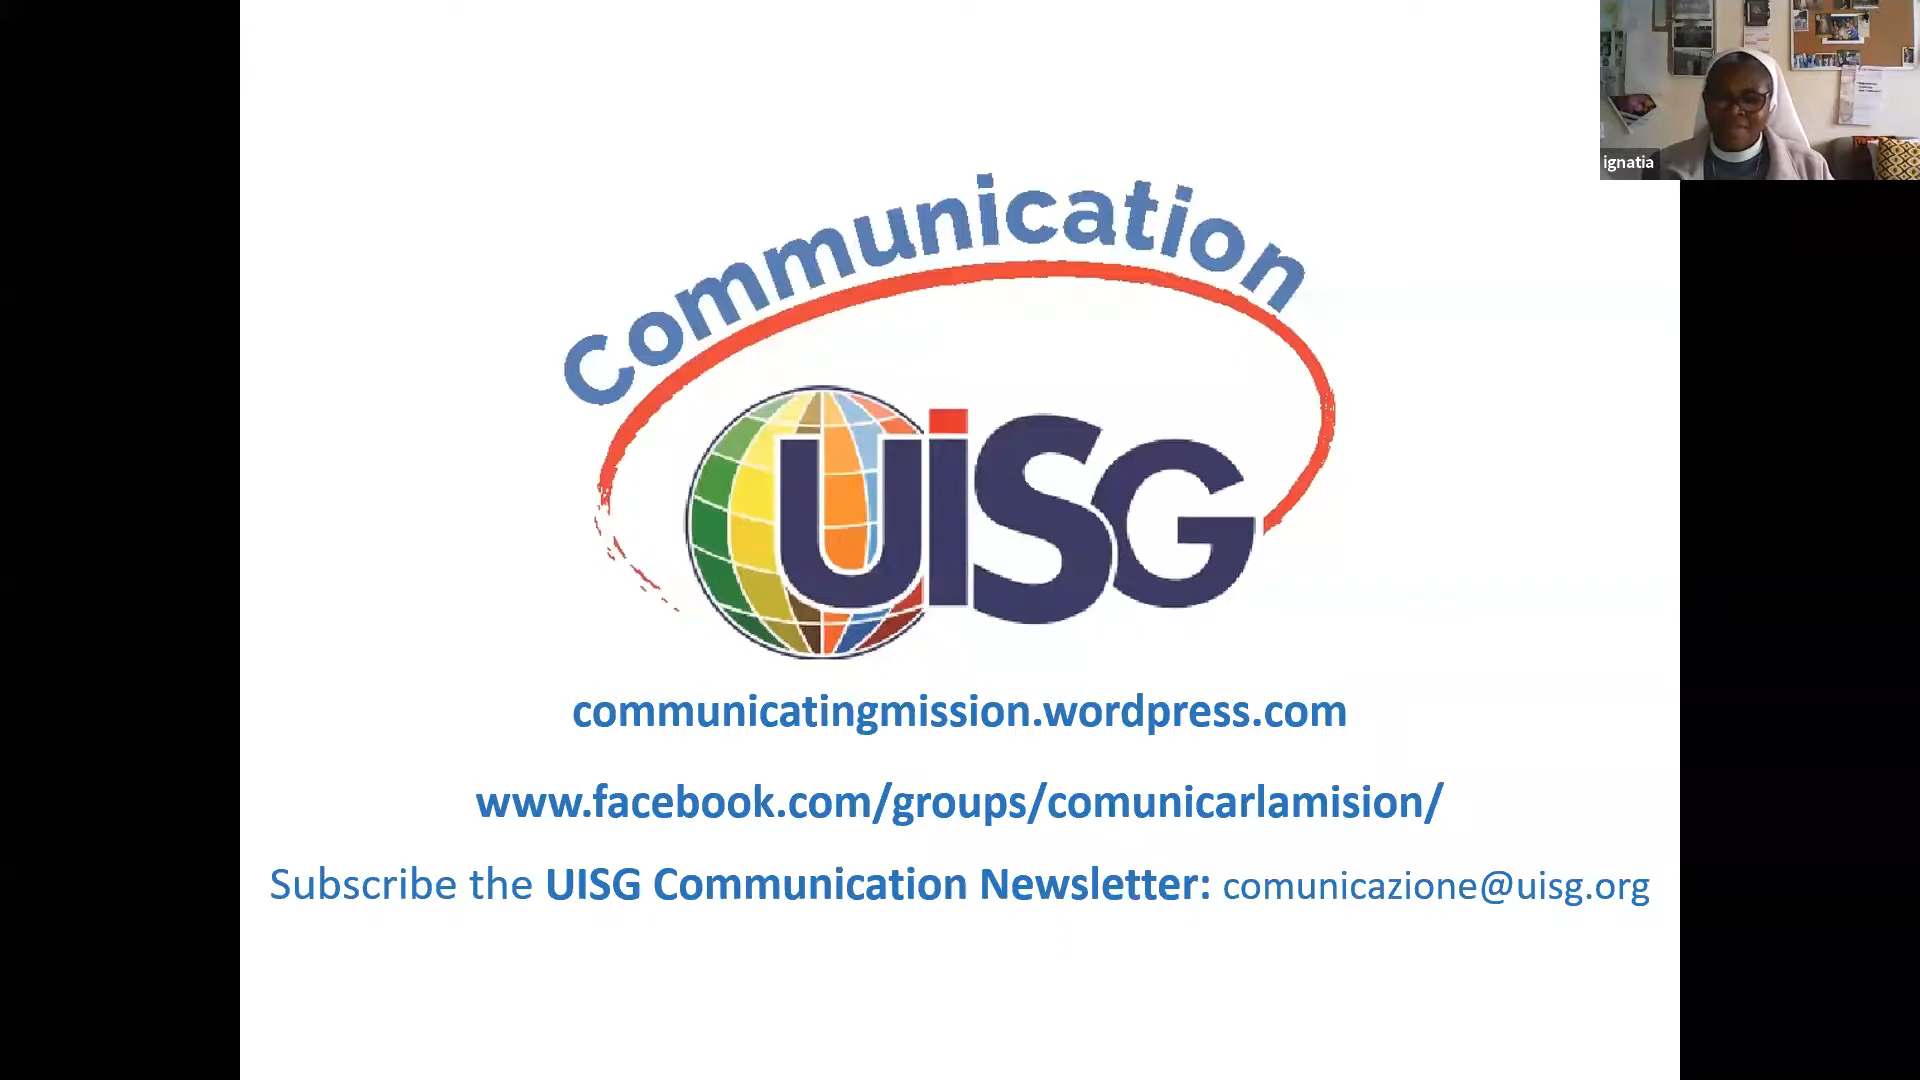 Communication
UISG
communicatingmission.wordpress.com
www.facebook.com/groups/comunicarlamision/
Subscribe the UISG Communication Newsletter: comunicazione@uisg.org
ignatia